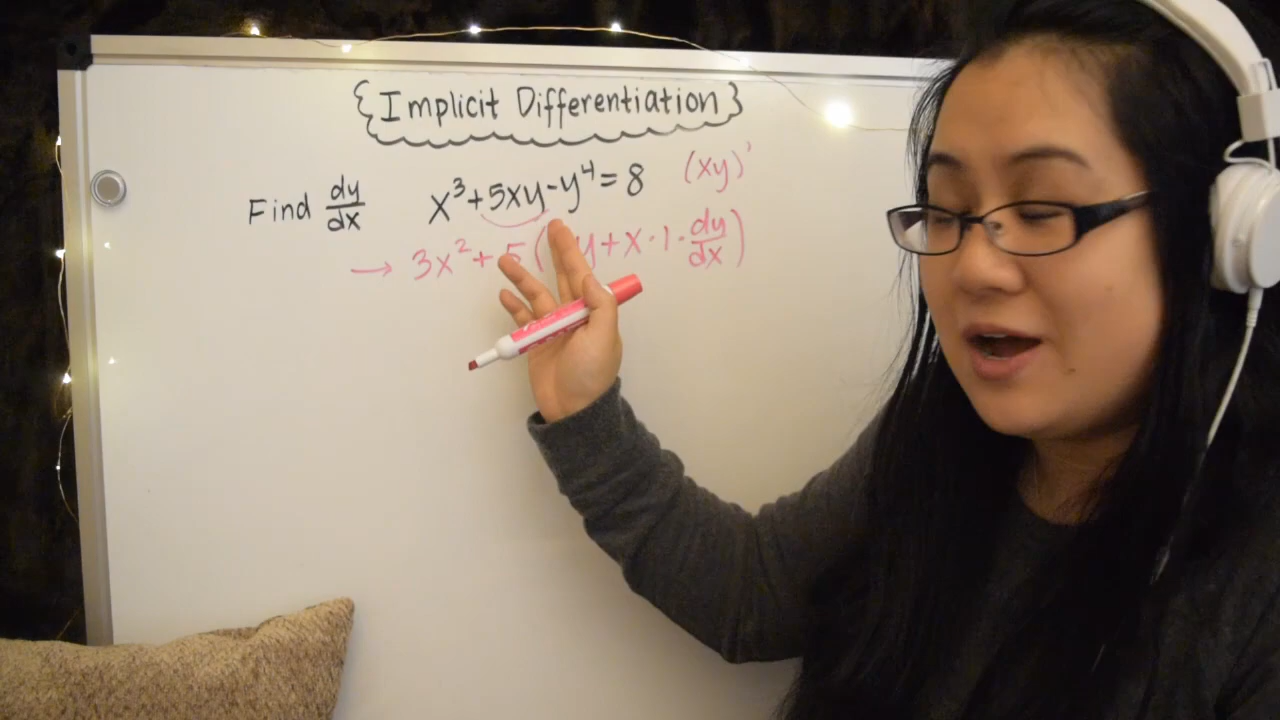 {Implicit Differentiation}
Find dy/dx x³+5xy-y⁴=8 (xy)'
→ 3x²+5( y+x·1·dy/dx)